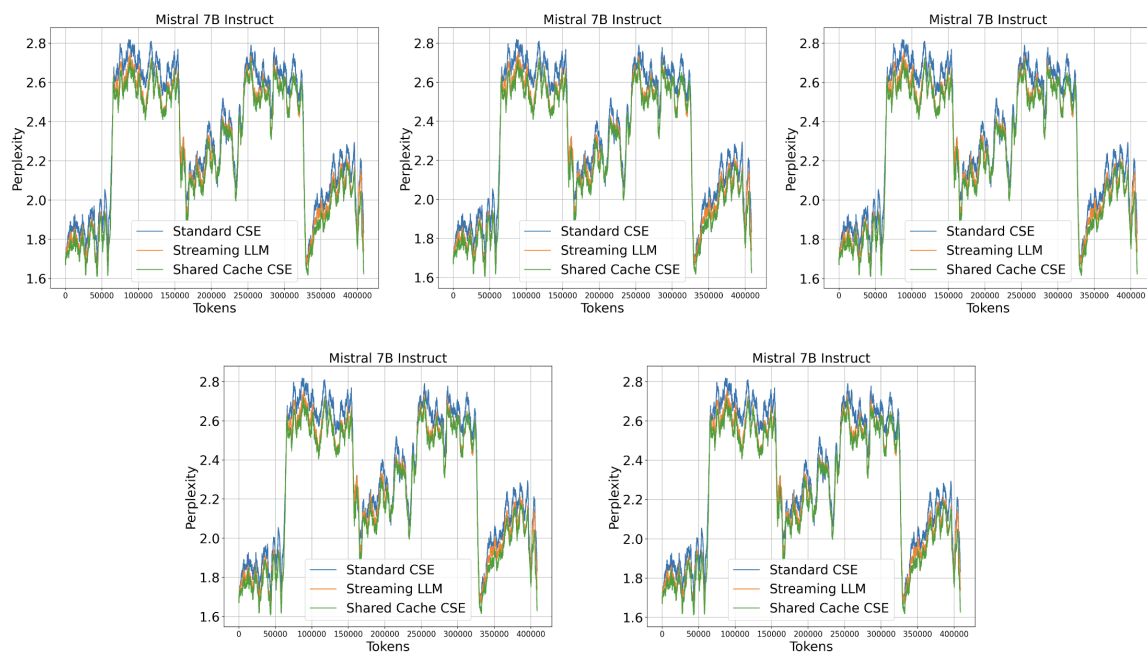 Mistral 7B Instruct
2.8
2.6
2.4
2.2
2.0
1.8
1.6
Perplexity
Standard CSE
Streaming LLM
Shared Cache CSE
0 50000 100000 150000 200000 250000 300000 350000 400000
Tokens
Mistral 7B Instruct
2.8
2.6
2.4
2.2
2.0
1.8
1.6
Perplexity
Standard CSE
Streaming LLM
Shared Cache CSE
0 50000 100000 150000 200000 250000 300000 350000 400000
Tokens
Mistral 7B Instruct
2.8
2.6
2.4
2.2
2.0
1.8
1.6
Perplexity
Standard CSE
Streaming LLM
Shared Cache CSE
0 50000 100000 150000 200000 250000 300000 350000 400000
Tokens
Mistral 7B Instruct
2.8
2.6
2.4
2.2
2.0
1.8
1.6
Perplexity
Standard CSE
Streaming LLM
Shared Cache CSE
0 50000 100000 150000 200000 250000 300000 350000 400000
Tokens
Mistral 7B Instruct
2.8
2.6
2.4
2.2
2.0
1.8
1.6
Perplexity
Standard CSE
Streaming LLM
Shared Cache CSE
0 50000 100000 150000 200000 250000 300000 350000 400000
Tokens